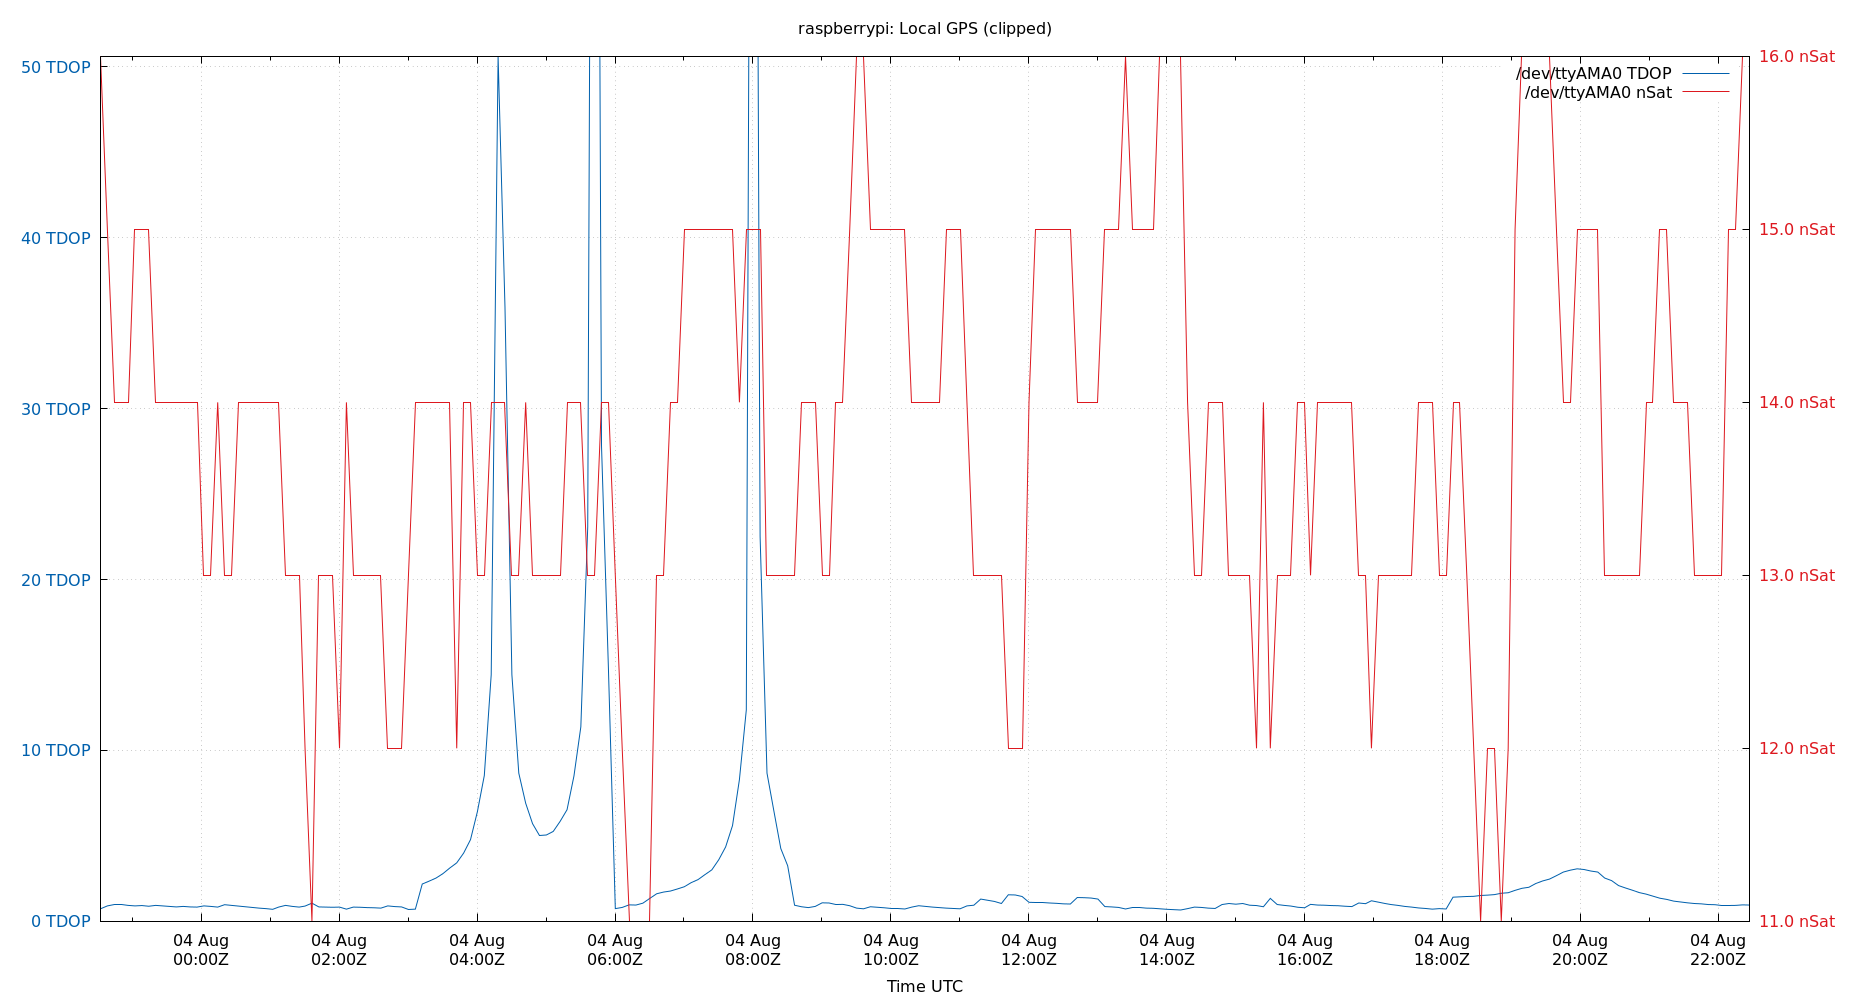 raspberrypi: Local GPS (clipped)
50 TDOP
40 TDOP
30 TDOP
20 TDOP
10 TDOP
0 TDOP
16.0 nSat
15.0 nSat
14.0 nSat
13.0 nSat
12.0 nSat
11.0 nSat
/dev/ttyAMA0 TDOP
/dev/ttyAMA0 nSat
04 Aug 04 Aug 04 Aug 04 Aug 04 Aug 04 Aug 04 Aug 04 Aug 04 Aug 04 Aug 04 Aug 04 Aug
00:00Z 02:00Z 04:00Z 06:00Z 08:00Z 10:00Z 12:00Z 14:00Z 16:00Z 18:00Z 20:00Z 22:00Z
Time UTC